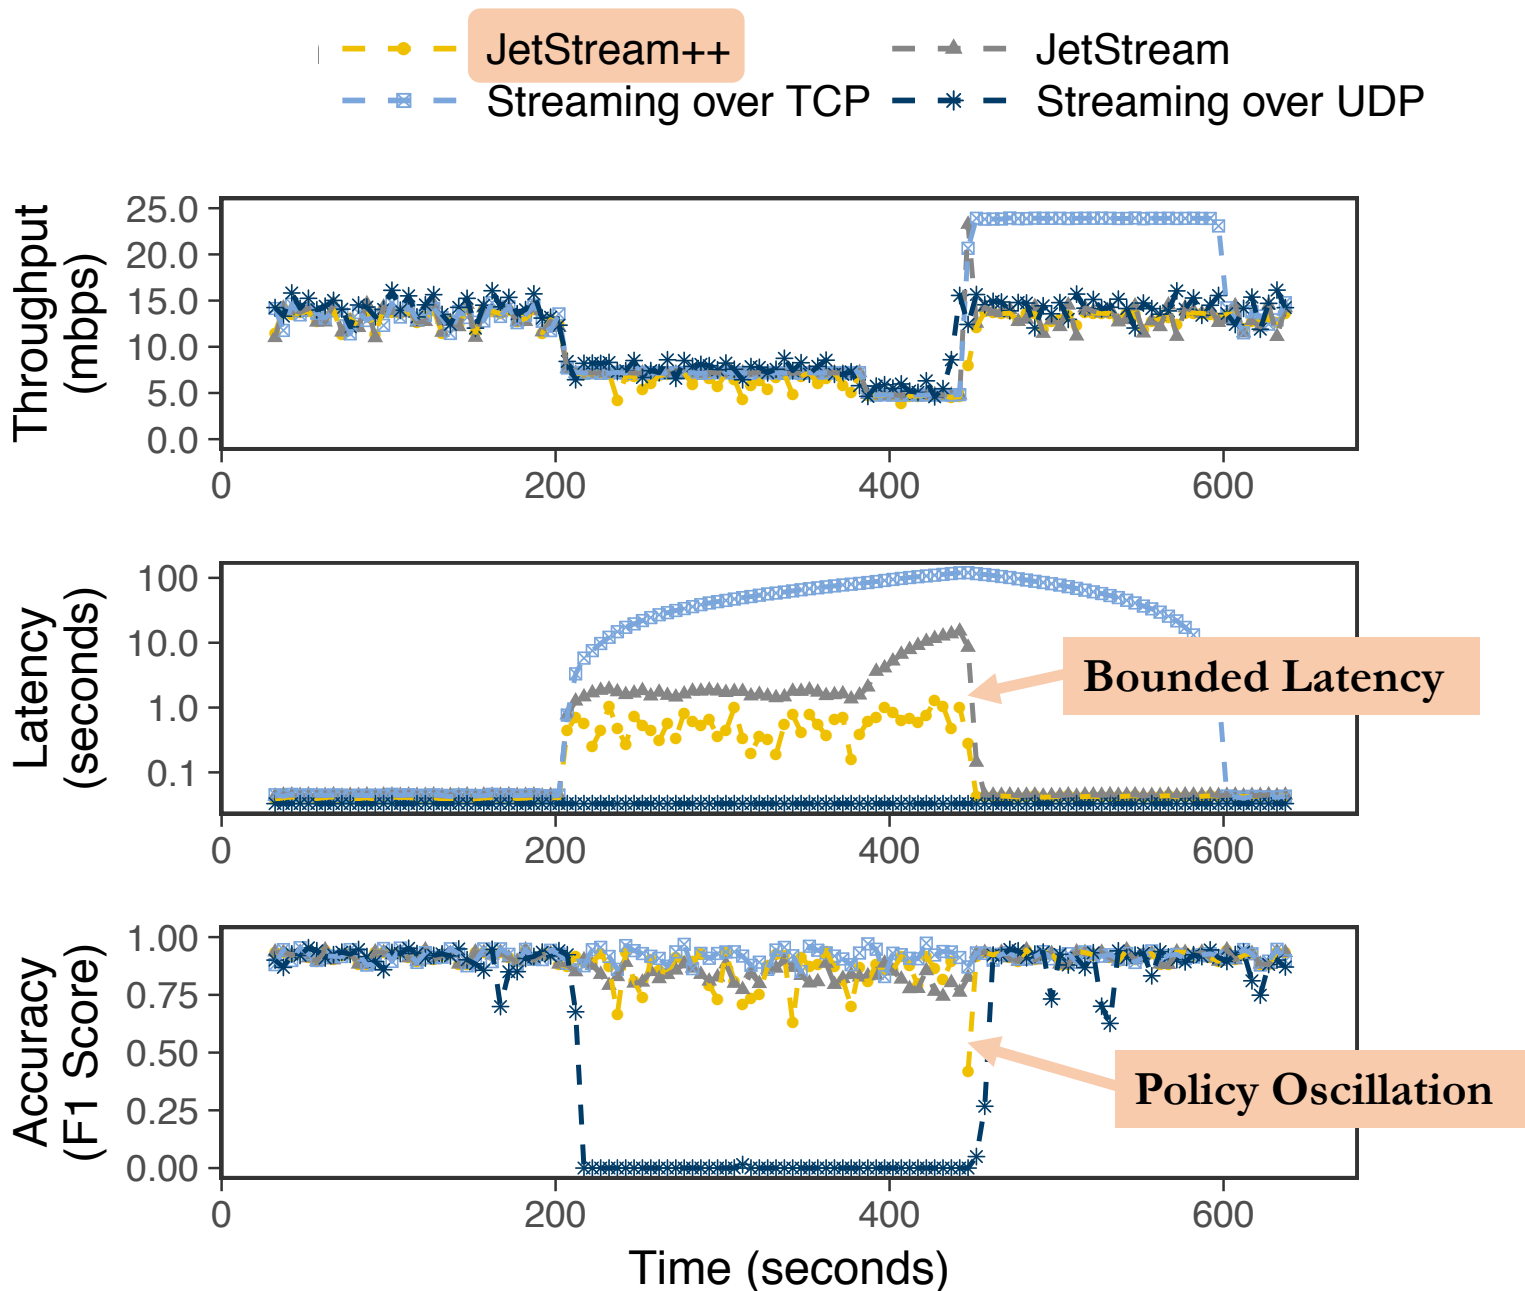 JetStream++ JetStream
Streaming over TCP Streaming over UDP
Throughput
(mbps)
25.0
20.0
15.0
10.0
5.0
0.0
0 200 400 600
Latency
(seconds)
100
10.0
1.0
0.1
Bounded Latency
0 200 400 600
Accuracy
(F1 Score)
1.00
0.75
0.50
0.25
0.00
Policy Oscillation
0 200 400 600
Time (seconds)